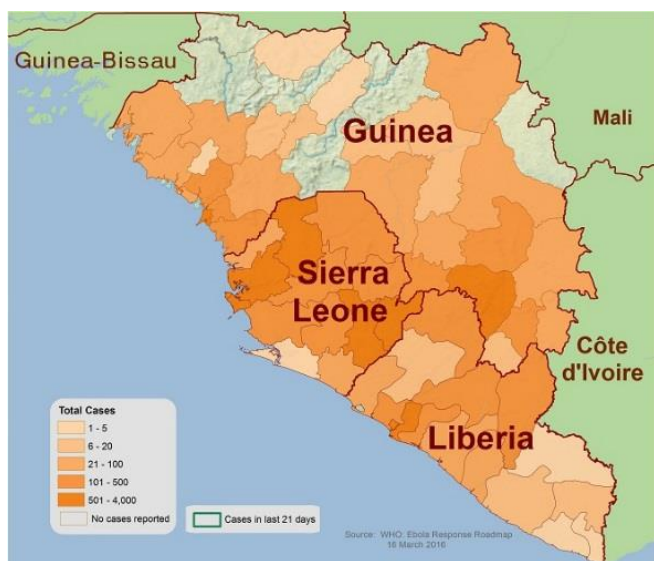 Guinea-Bissau
Guinea
Mali
Sierra
Leone
Côte
d'Ivoire
Liberia
Total Cases
1 - 5
6 - 20
21 - 100
101 - 500
501 - 4,000
No cases reported
Cases in last 21 days
Source: WHO: Ebola Response Roadmap
16 March 2016